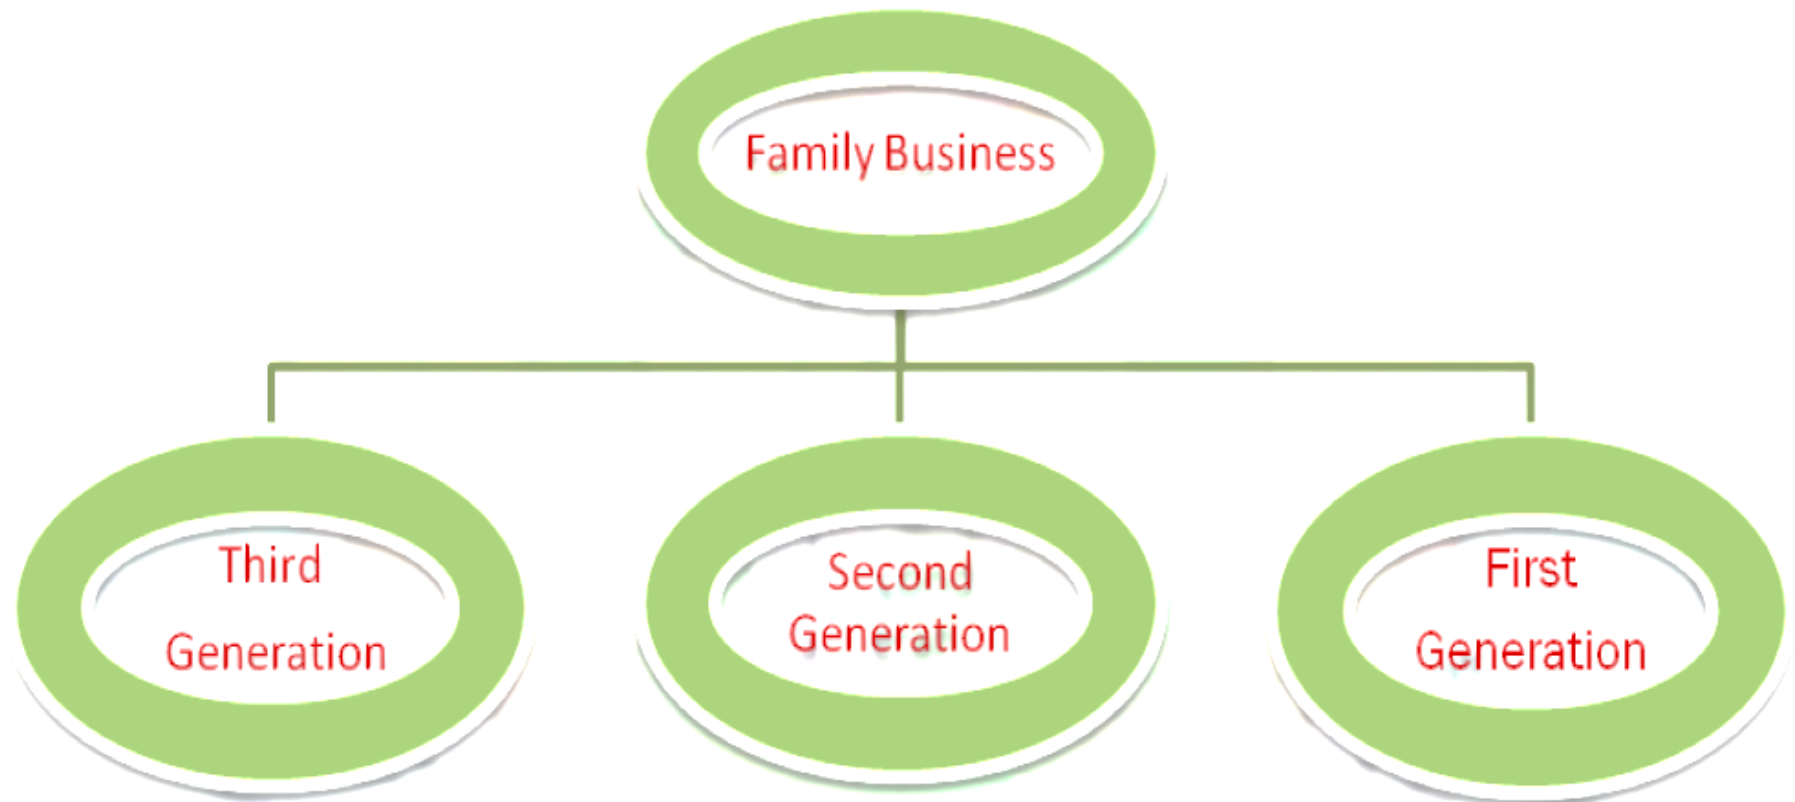 Family Business
Third
Generation
Second
Generation
First
Generation